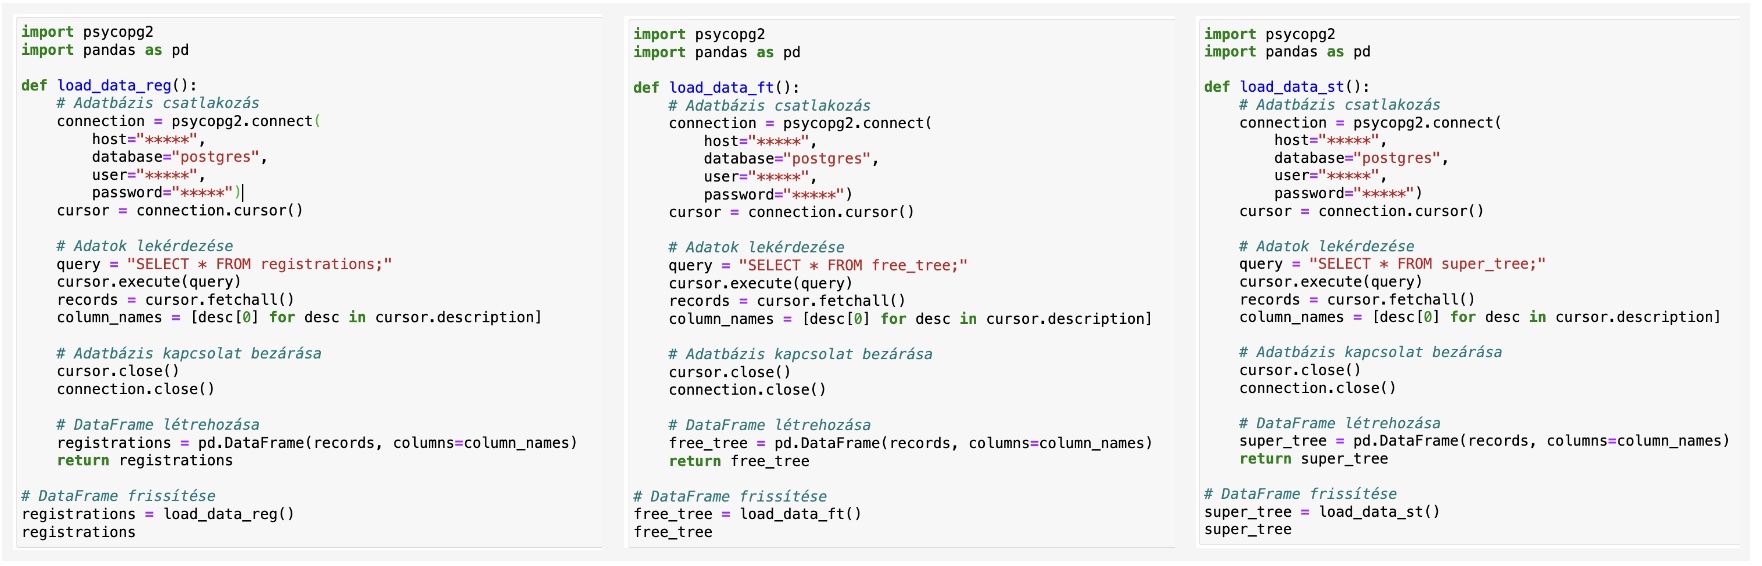 import psycopg2
import pandas as pd
def load_data_reg():
# Adatbázis csatlakozás
connection = psycopg2.connect(
host="*****",
database="postgres",
user="*****",
password="*****")
cursor = connection.cursor()
# Adatok lekérdezése
query = "SELECT * FROM registrations;"
cursor.execute(query)
records = cursor.fetchall()
column_names = [desc[0] for desc in cursor.description]
# Adatbázis kapcsolat bezárása
cursor.close()
connection.close()
# DataFrame létrehozása
registrations = pd.DataFrame(records, columns=column_names)
return registrations
# DataFrame frissítése
registrations = load_data_reg()
registrations
import psycopg2
import pandas as pd
def load_data_ft():
# Adatbázis csatlakozás
connection = psycopg2.connect(
host="*****",
database="postgres",
user="*****",
password="*****")
cursor = connection.cursor()
# Adatok lekérdezése
query = "SELECT * FROM free_tree;"
cursor.execute(query)
records = cursor.fetchall()
column_names = [desc[0] for desc in cursor.description]
# Adatbázis kapcsolat bezárása
cursor.close()
connection.close()
# DataFrame létrehozása
free_tree = pd.DataFrame(records, columns=column_names)
return free_tree
# DataFrame frissítése
free_tree = load_data_ft()
free_tree
import psycopg2
import pandas as pd
def load_data_st():
# Adatbázis csatlakozás
connection = psycopg2.connect(
host="*****",
database="postgres",
user="*****",
password="*****")
cursor = connection.cursor()
# Adatok lekérdezése
query = "SELECT * FROM super_tree;"
cursor.execute(query)
records = cursor.fetchall()
column_names = [desc[0] for desc in cursor.description]
# Adatbázis kapcsolat bezárása
cursor.close()
connection.close()
# DataFrame létrehozása
super_tree = pd.DataFrame(records, columns=column_names)
return super_tree
# DataFrame frissítése
super_tree = load_data_st()
super_tree